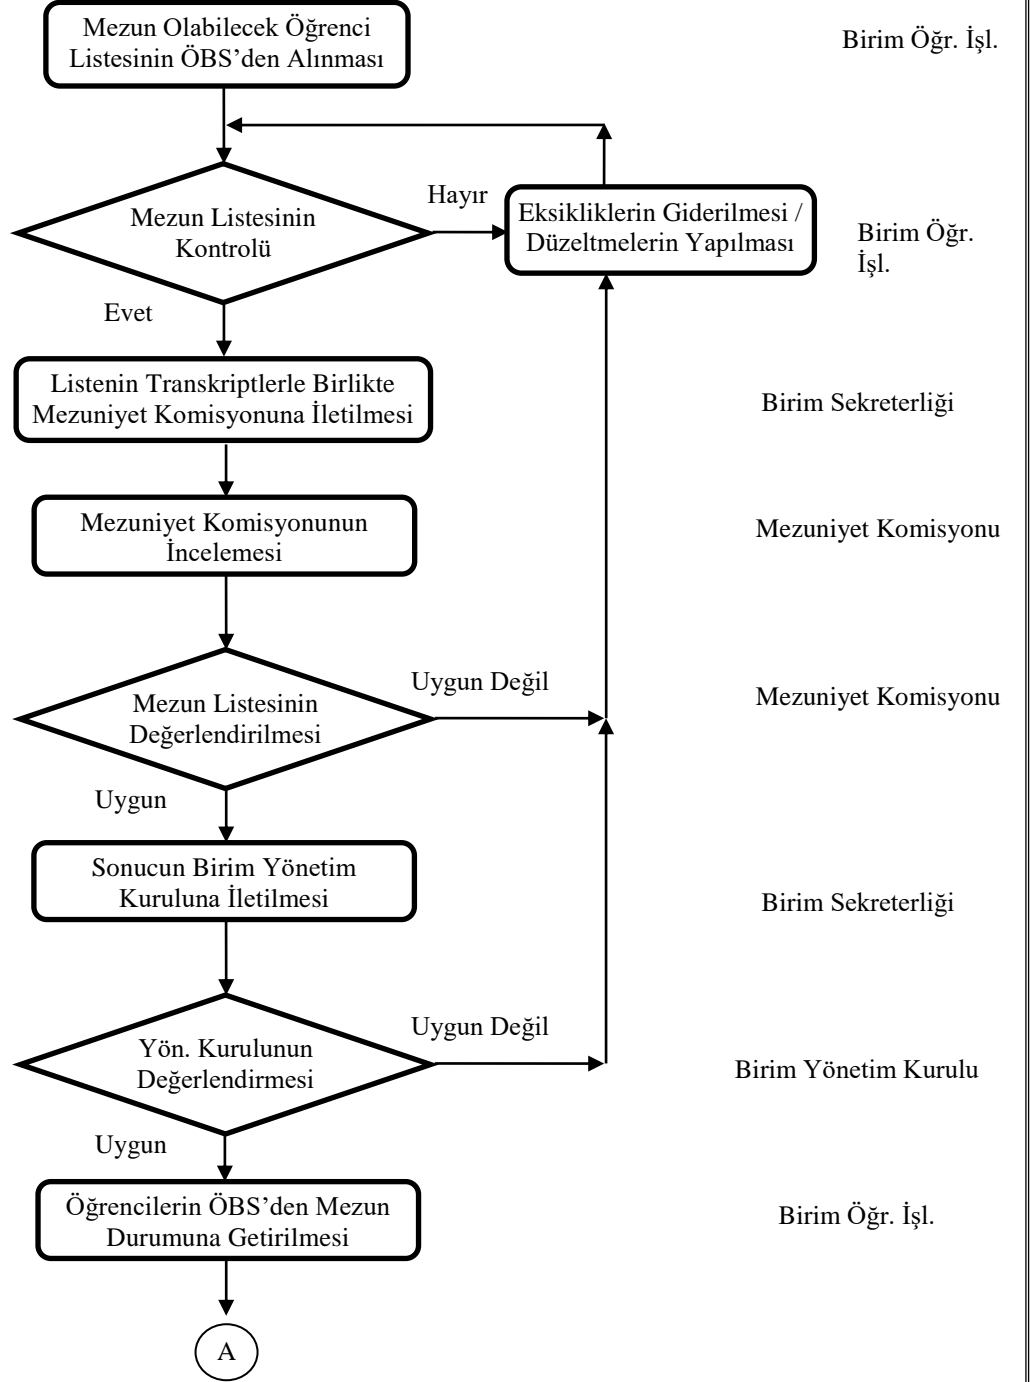 Mezun Olabilecek Öğrenci
Listesinin ÖBS’den Alınması
Birim Öğr. İşl.
Mezun Listesinin
Kontrolü
Hayır
Eksikliklerin Giderilmesi /
Düzeltmelerin Yapılması
Birim Öğr.
İşl.
Evet
Listenin Transkriptlerle Birlikte
Mezuniyet Komisyonuna İletilmesi
Birim Sekreterliği
Mezuniyet Komisyonunun
İncelemesi
Mezuniyet Komisyonu
Mezun Listesinin
Değerlendirilmesi
Uygun Değil
Mezuniyet Komisyonu
Uygun
Sonucun Birim Yönetim
Kuruluna İletilmesi
Birim Sekreterliği
Yön. Kurulunun
Değerlendirmesi
Uygun Değil
Birim Yönetim Kurulu
Uygun
Öğrencilerin ÖBS’den Mezun
Durumuna Getirilmesi
Birim Öğr. İşl.
A